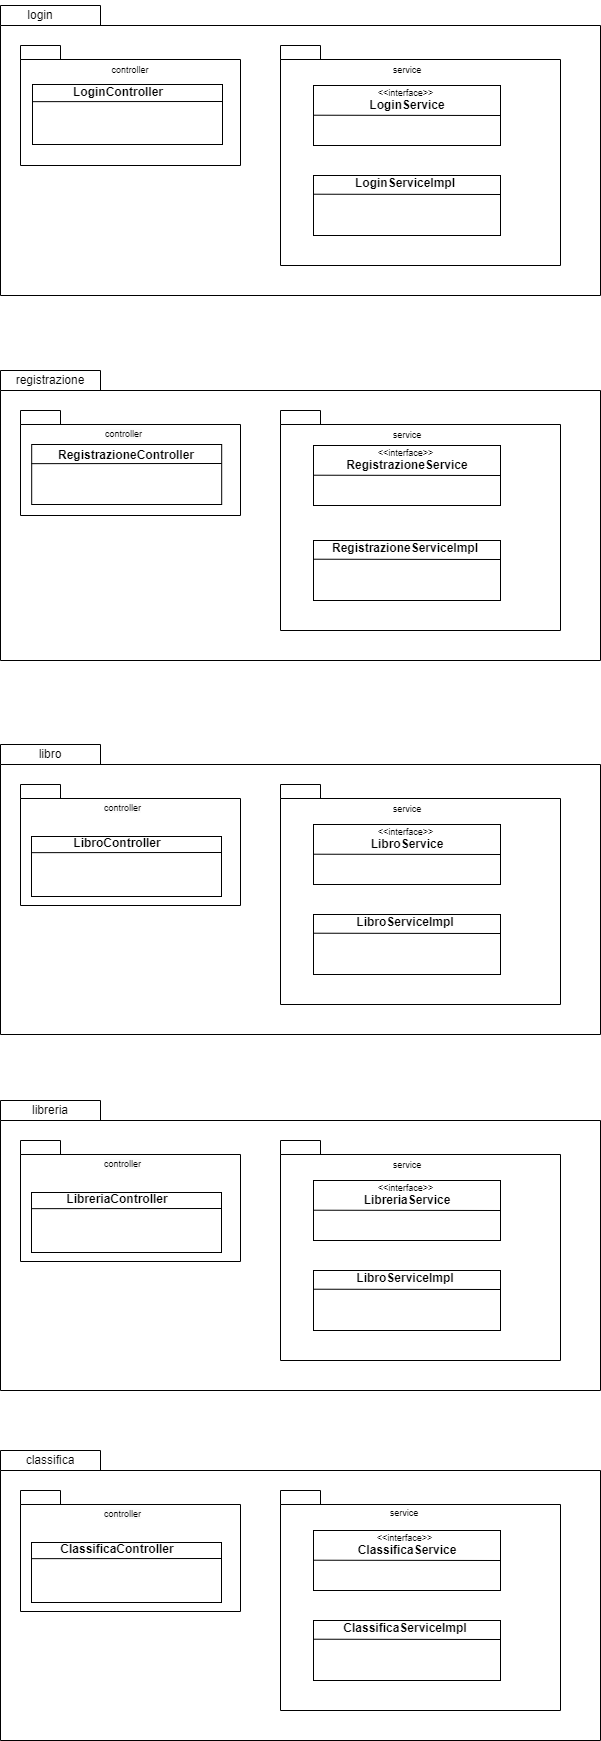 login
controller
LoginController
service
<<interface>>
LoginService
LoginServiceImpl
registrazione
controller
RegistrazioneController
service
<<interface>>
RegistrazioneService
RegistrazioneServiceImpl
libro
controller
LibroController
service
<<interface>>
LibroService
LibroServiceImpl
libreria
controller
LibreriaController
service
<<interface>>
LibreriaService
LibroServiceImpl
classifica
controller
ClassificaController
service
<<interface>>
ClassificaService
ClassificaServiceImpl